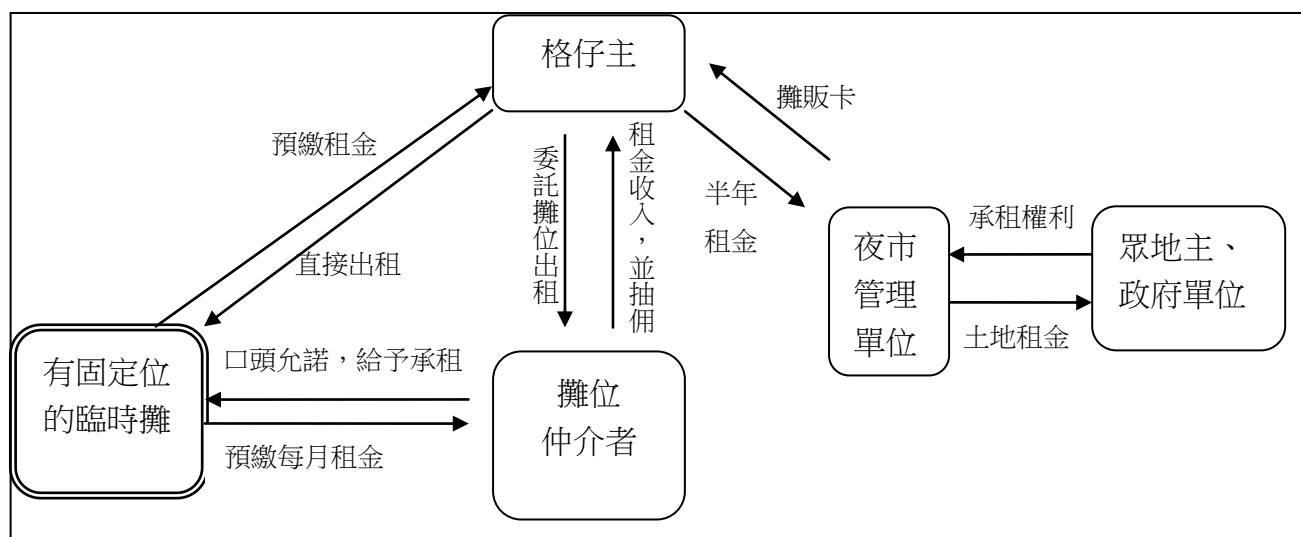 格仔主
攤販卡
預繳租金
委託攤位出租
租金收入，並抽佣
半年
租金
直接出租
夜市
管理
單位
承租權利
眾地主、
政府單位
土地租金
有固定位
的臨時攤
口頭允諾，給予承租
預繳每月租金
攤位
仲介者